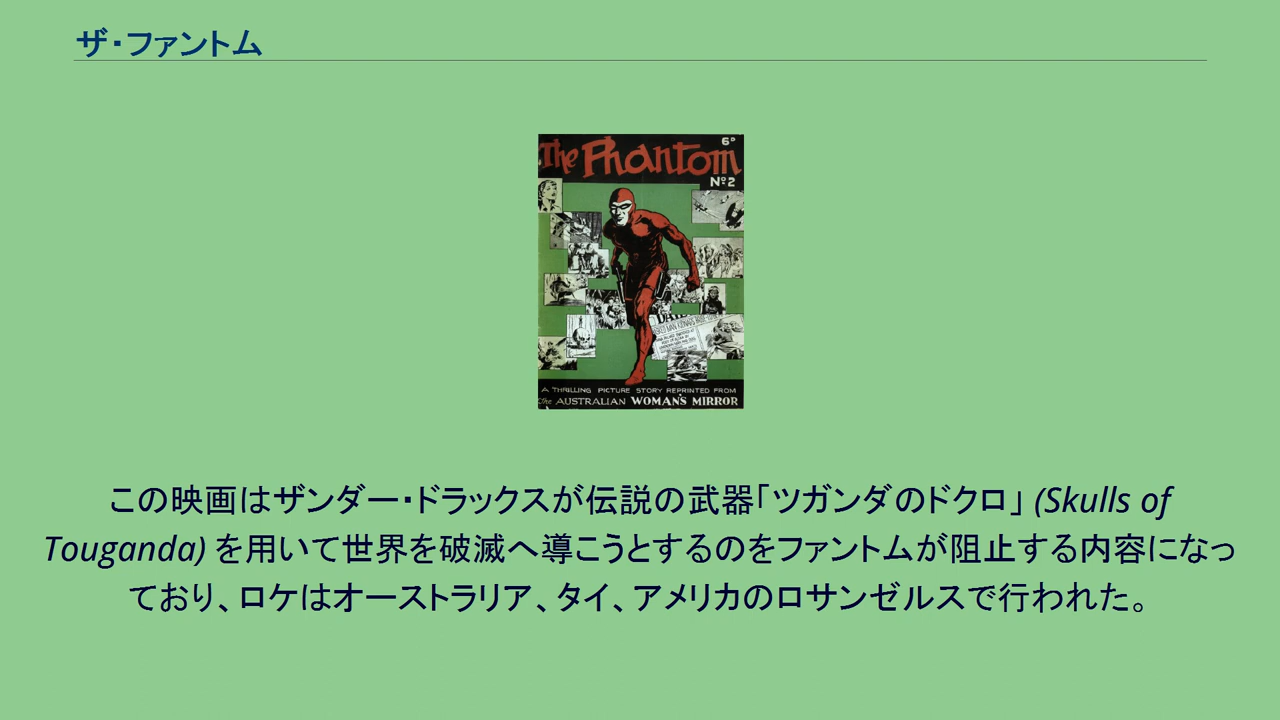 ザ・ファントム
The Phantom
6ᴰ
Nº2
A THRILLING PICTURE STORY REPRINTED FROM
The AUSTRALIAN WOMAN'S MIRROR
この映画はザンダー・ドラックスが伝説の武器「ツガンダのドクロ」 (Skulls of
Touganda) を用いて世界を破滅へ導こうとするのをファントムが阻止する内容になっ
ており、ロケはオーストラリア、タイ、アメリカのロサンゼルスで行われた。